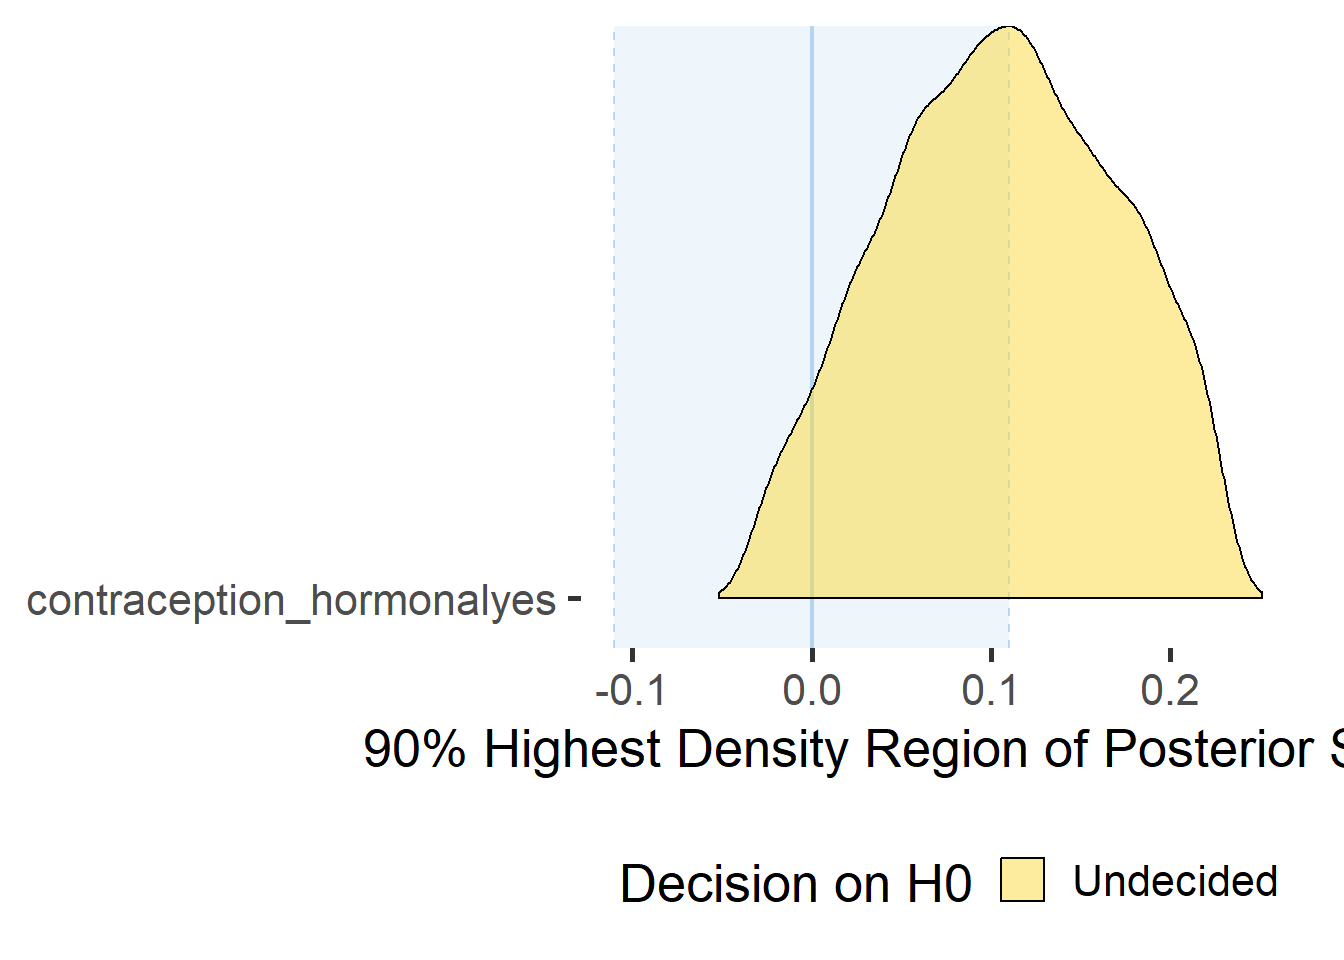 contraception_hormonalyes
-0.1 0.0 0.1 0.2
90% Highest Density Region of Posterior
Decision on H0 Undecided